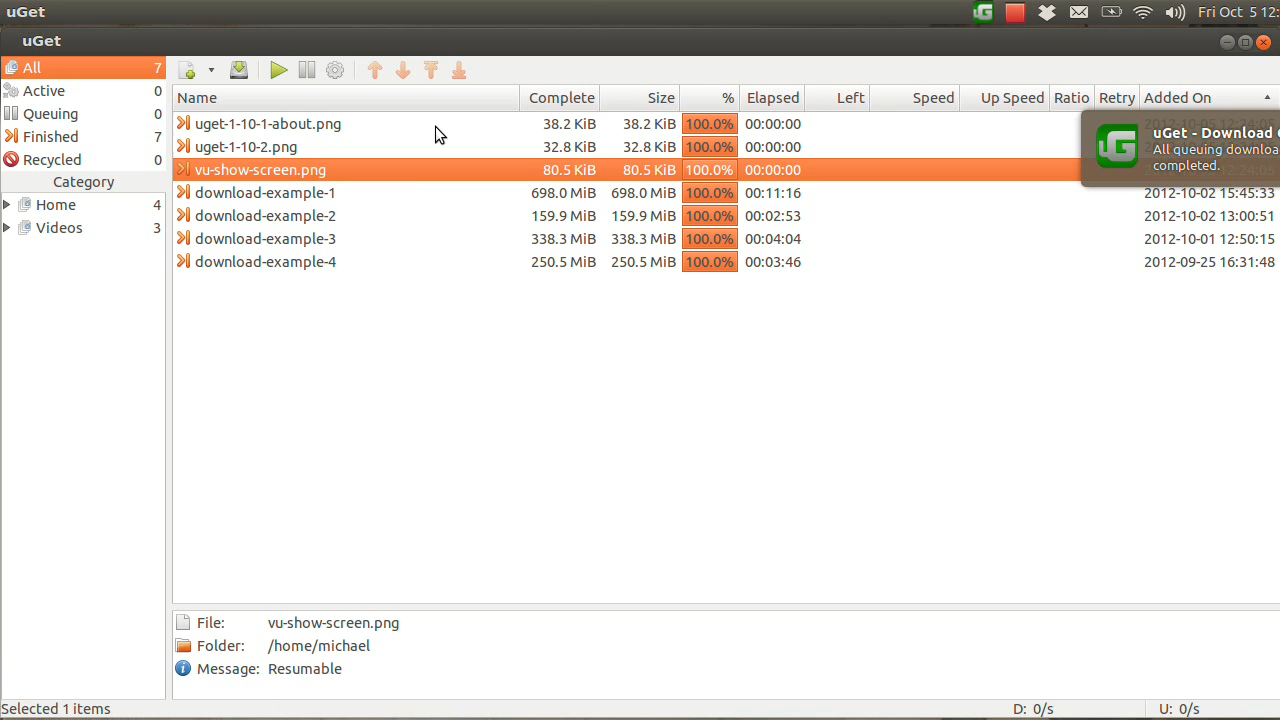 uGet
Fri Oct 5 12:
uGet
All 7
Active 0
Queuing 0
Finished 7
Recycled 0
Category
Home 4
Videos 3
Name Complete Size % Elapsed Left Speed Up Speed Ratio Retry Added On
uget-1-10-1-about.png 38.2 KiB 38.2 KiB 100.0% 00:00:00 2012-10-05 12:24:05
uget-1-10-2.png 32.8 KiB 32.8 KiB 100.0% 00:00:00
vu-show-screen.png 80.5 KiB 80.5 KiB 100.0% 00:00:00
download-example-1 698.0 MiB 698.0 MiB 100.0% 00:11:16 2012-10-02 15:45:33
download-example-2 159.9 MiB 159.9 MiB 100.0% 00:02:53 2012-10-02 13:00:51
download-example-3 338.3 MiB 338.3 MiB 100.0% 00:04:04 2012-10-01 12:50:15
download-example-4 250.5 MiB 250.5 MiB 100.0% 00:03:46 2012-09-25 16:31:48
uGet - Download
All queuing downloa
completed.
File: vu-show-screen.png
Folder: /home/michael
Message: Resumable
Selected 1 items
D: 0/s
U: 0/s